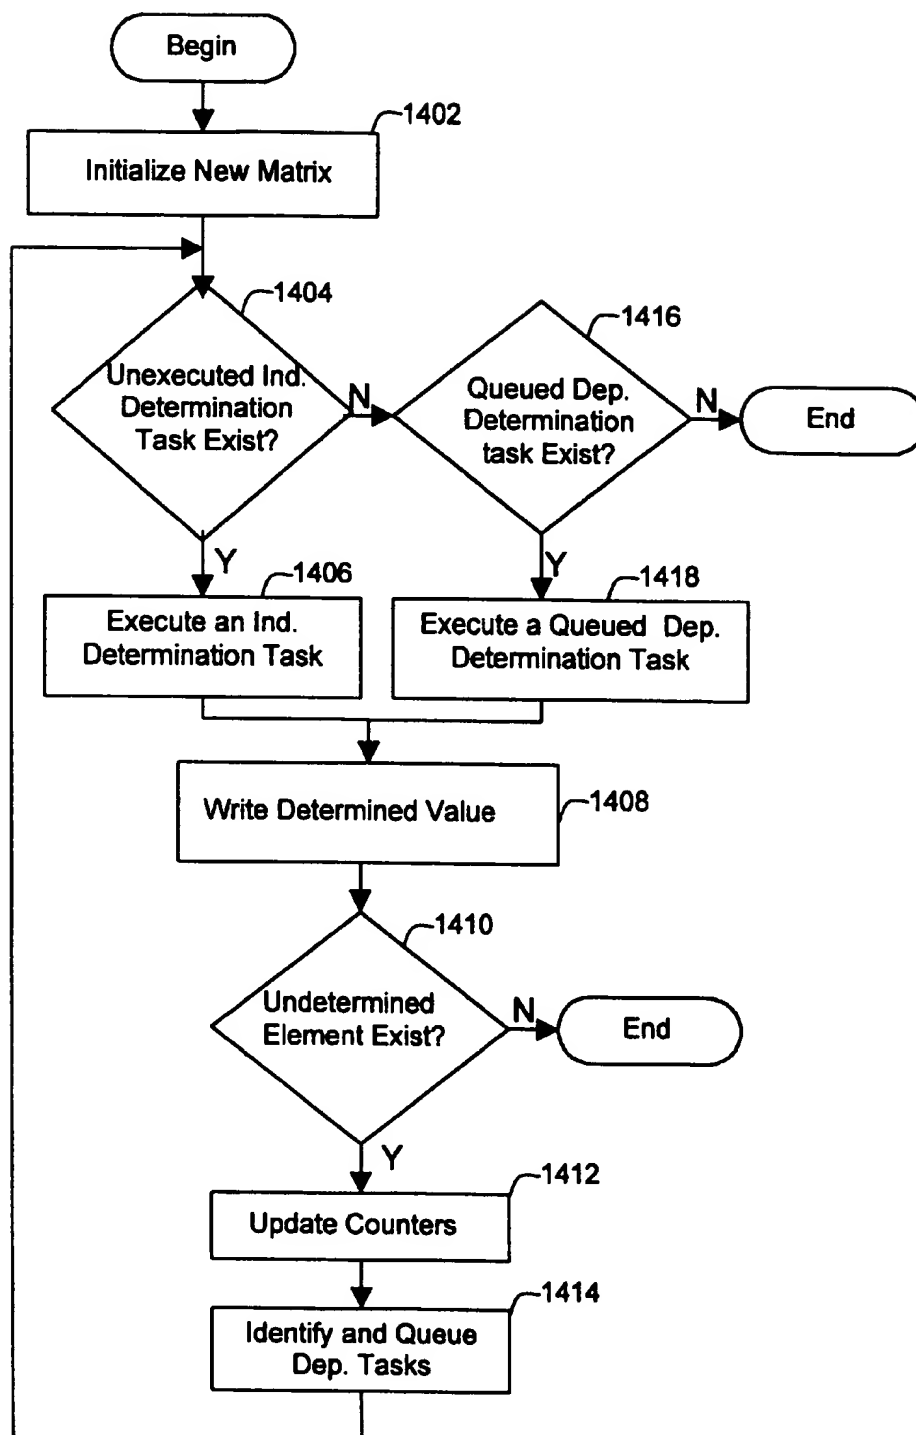 Begin
1402
Initialize New Matrix
1404
Unexecuted Ind.
Determination
Task Exist?
N
1416
Queued Dep.
Determination
task Exist?
N
End
Y
1406
Execute an Ind.
Determination Task
Y
1418
Execute a Queued Dep.
Determination Task
Write Determined Value
1408
1410
Undetermined
Element Exist?
N
End
Y
1412
Update Counters
1414
Identify and Queue
Dep. Tasks